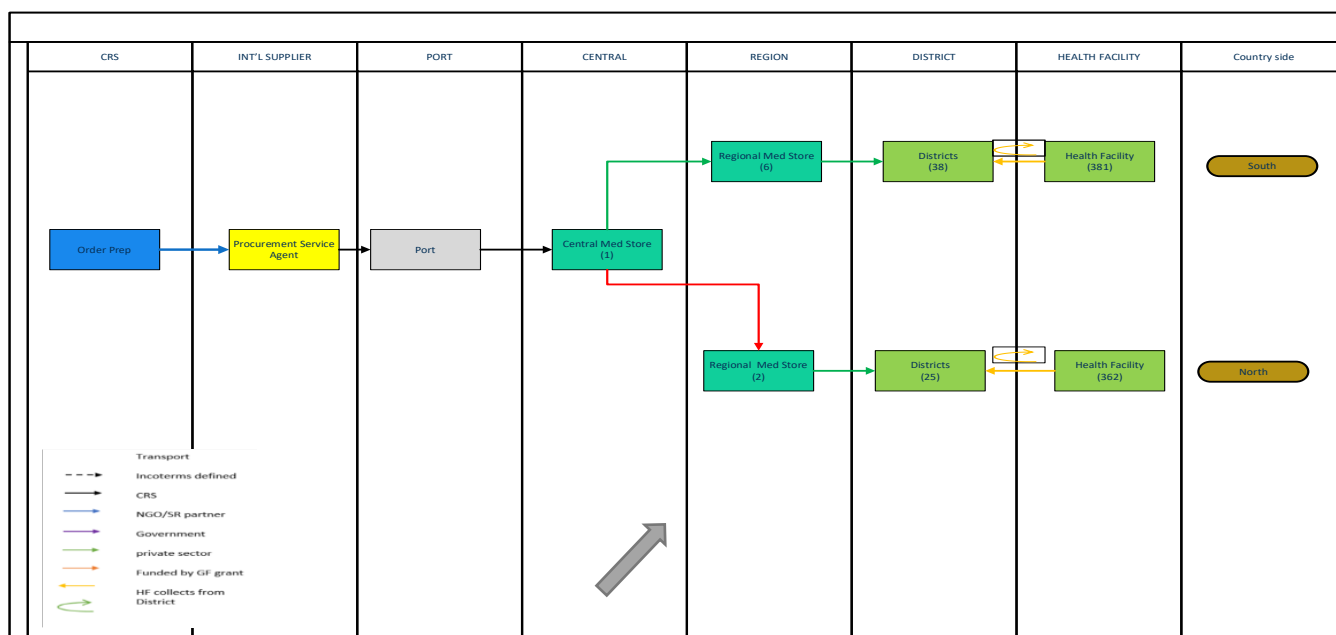 CRS
INT'L SUPPLIER
PORT
CENTRAL
REGION
DISTRICT
HEALTH FACILITY
Country side
Regional Med Store
(6)
Districts
(38)
Health Facility
(381)
South
Order Prep
Procurement Service
Agent
Port
Central Med Store
(1)
Regional  Med Store
(2)
Districts
(25)
Health Facility
(362)
North
Transport
Incoterms defined
CRS
NGO/SR partner
Government
private sector
Funded by GF grant
HF collects from
District